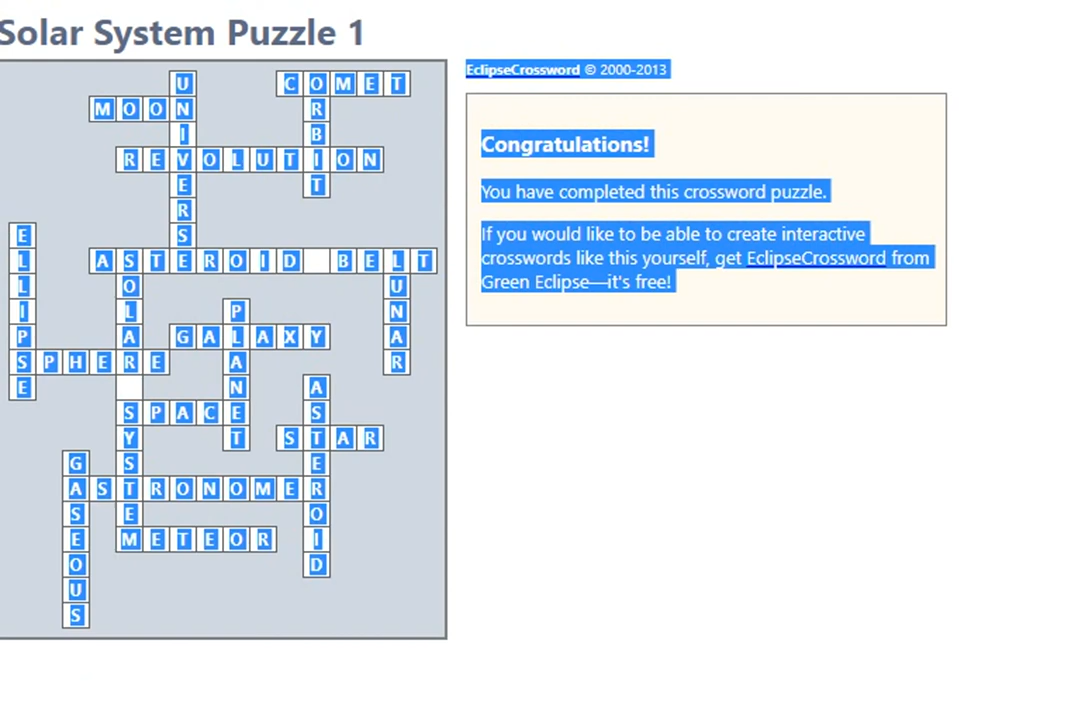 Solar System Puzzle 1
UNIVERSE
COMET
ORBIT
MOON
REVOLUTION
ELLIPSE
ASTEROID BELT
SOLAR SYSTEM
LUNAR
PLANET
GALAXY
SPHERE
ASTEROID
SPACE
STAR
GASEOUS
ASTRONOMER
METEOR
EclipseCrossword © 2000-2013
Congratulations!
You have completed this crossword puzzle.
If you would like to be able to create interactive
crosswords like this yourself, get EclipseCrossword from
Green Eclipse—it's free!